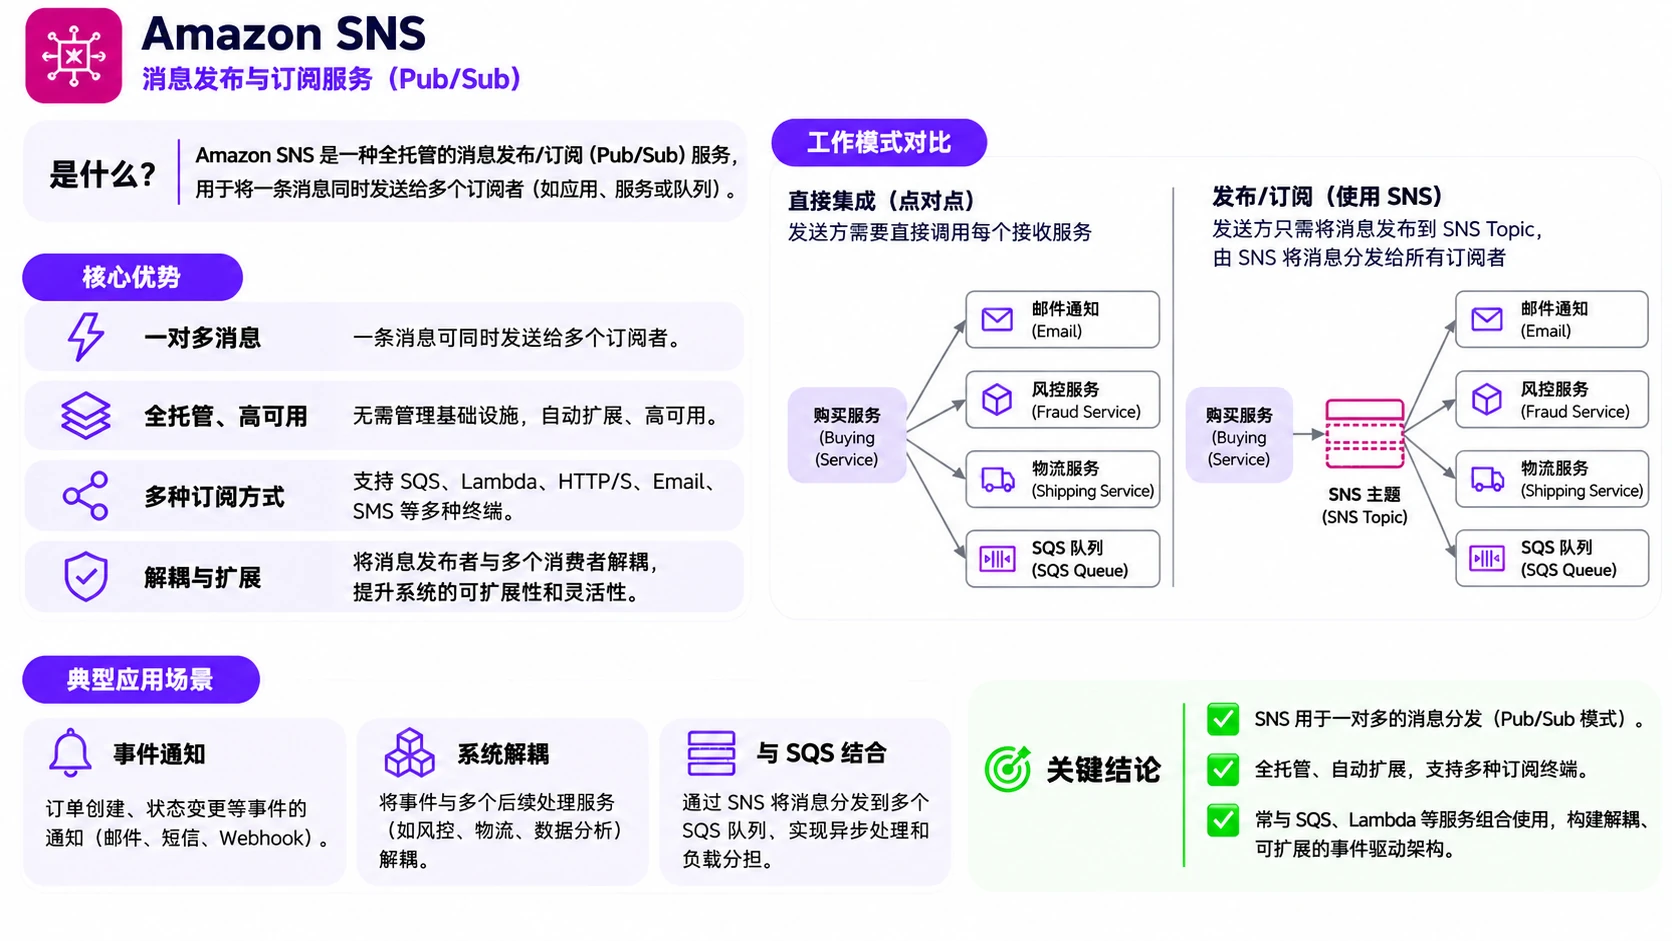 Amazon SNS
消息发布与订阅服务（Pub/Sub）
是什么？
Amazon SNS 是一种全托管的消息发布/订阅 (Pub/Sub) 服务，
用于将一条消息同时发送给多个订阅者（如应用、服务或队列）。
核心优势
一对多消息
一条消息可同时发送给多个订阅者。
全托管、高可用
无需管理基础设施，自动扩展、高可用。
多种订阅方式
支持 SQS、Lambda、HTTP/S、Email、
SMS 等多种终端。
解耦与扩展
将消息发布者与多个消费者解耦，
提升系统的可扩展性和灵活性。
工作模式对比
直接集成（点对点）
发送方需要直接调用每个接收服务
购买服务
(Buying
(Service)
邮件通知
(Email)
风控服务
(Fraud Service)
物流服务
(Shipping Service)
SQS 队列
(SQS Queue)
发布/订阅（使用 SNS）
发送方只需将消息发布到 SNS Topic，
由 SNS 将消息分发给所有订阅者
购买服务
(Buying
(Service)
SNS 主题
(SNS Topic)
邮件通知
(Email)
风控服务
(Fraud Service)
物流服务
(Shipping Service)
SQS 队列
(SQS Queue)
典型应用场景
事件通知
订单创建、状态变更等事件的
通知（邮件、短信、Webhook）。
系统解耦
将事件与多个后续处理服务
（如风控、物流、数据分析）
解耦。
与 SQS 结合
通过 SNS 将消息分发到多个
SQS 队列、实现异步处理和
负载分担。
关键结论
SNS 用于一对多的消息分发（Pub/Sub 模式）。
全托管、自动扩展，支持多种订阅终端。
常与 SQS、Lambda 等服务组合使用，构建解耦、
可扩展的事件驱动架构。